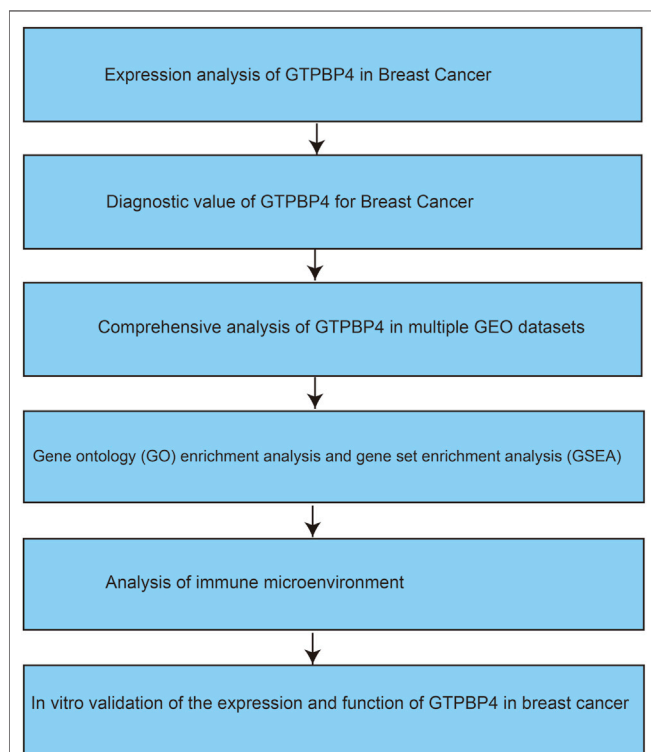 Expression analysis of GTPBP4 in Breast Cancer
Diagnostic value of GTPBP4 for Breast Cancer
Comprehensive analysis of GTPBP4 in multiple GEO datasets
Gene ontology (GO) enrichment analysis and gene set enrichment analysis (GSEA)
Analysis of immune microenvironment
In vitro validation of the expression and function of GTPBP4 in breast cancer